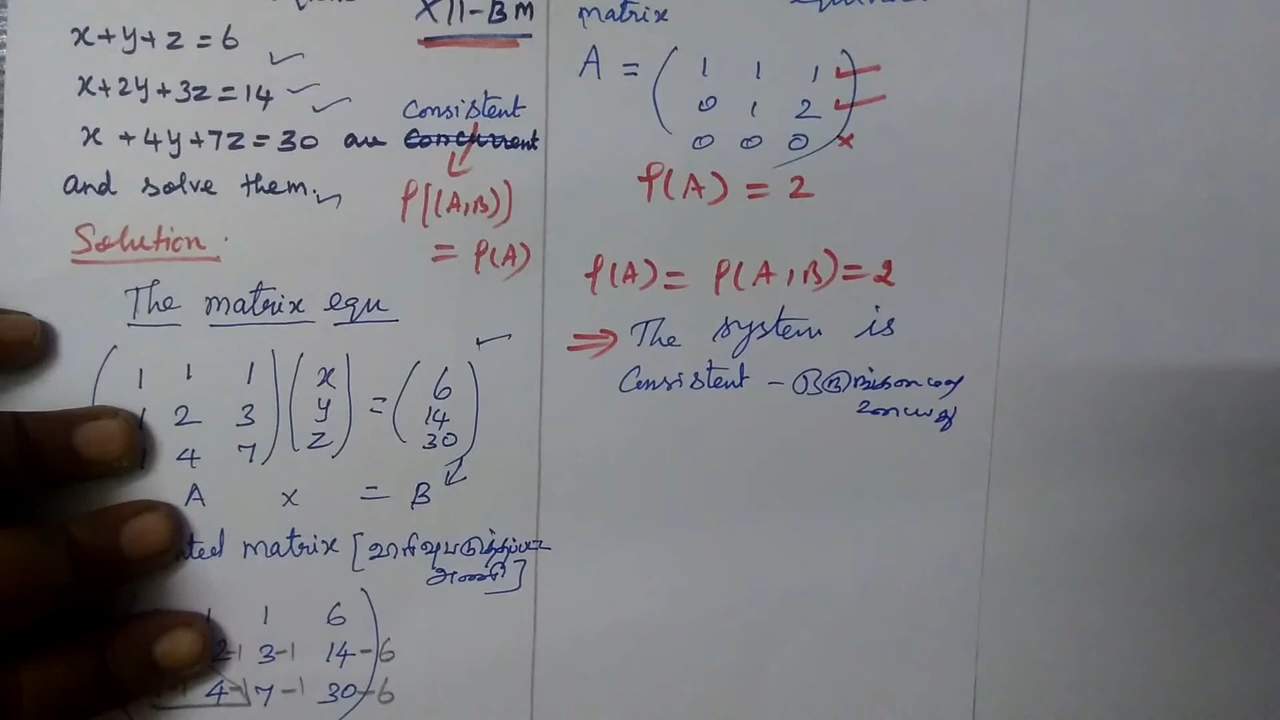 XII-BM
x+y+z=6
x+2y+3z=14
Consistent
x+4y+7z=30 are
and solve them.
ρ[(A,B)]
= ρ(A)
Solution.
The matrix equ
1 1 1 x 6
2 3 y = 14
4 7 z 30
A x = B
matrix [
அணி]
1 1 6
2-1 3-1 14-6
4-1 7-1 30-6
matrix
A = 1 1 1
0 1 2
0 0 0 ×
ρ(A) = 2
ρ(A) = ρ(A,B) = 2
⇒ The system is
Consistent -